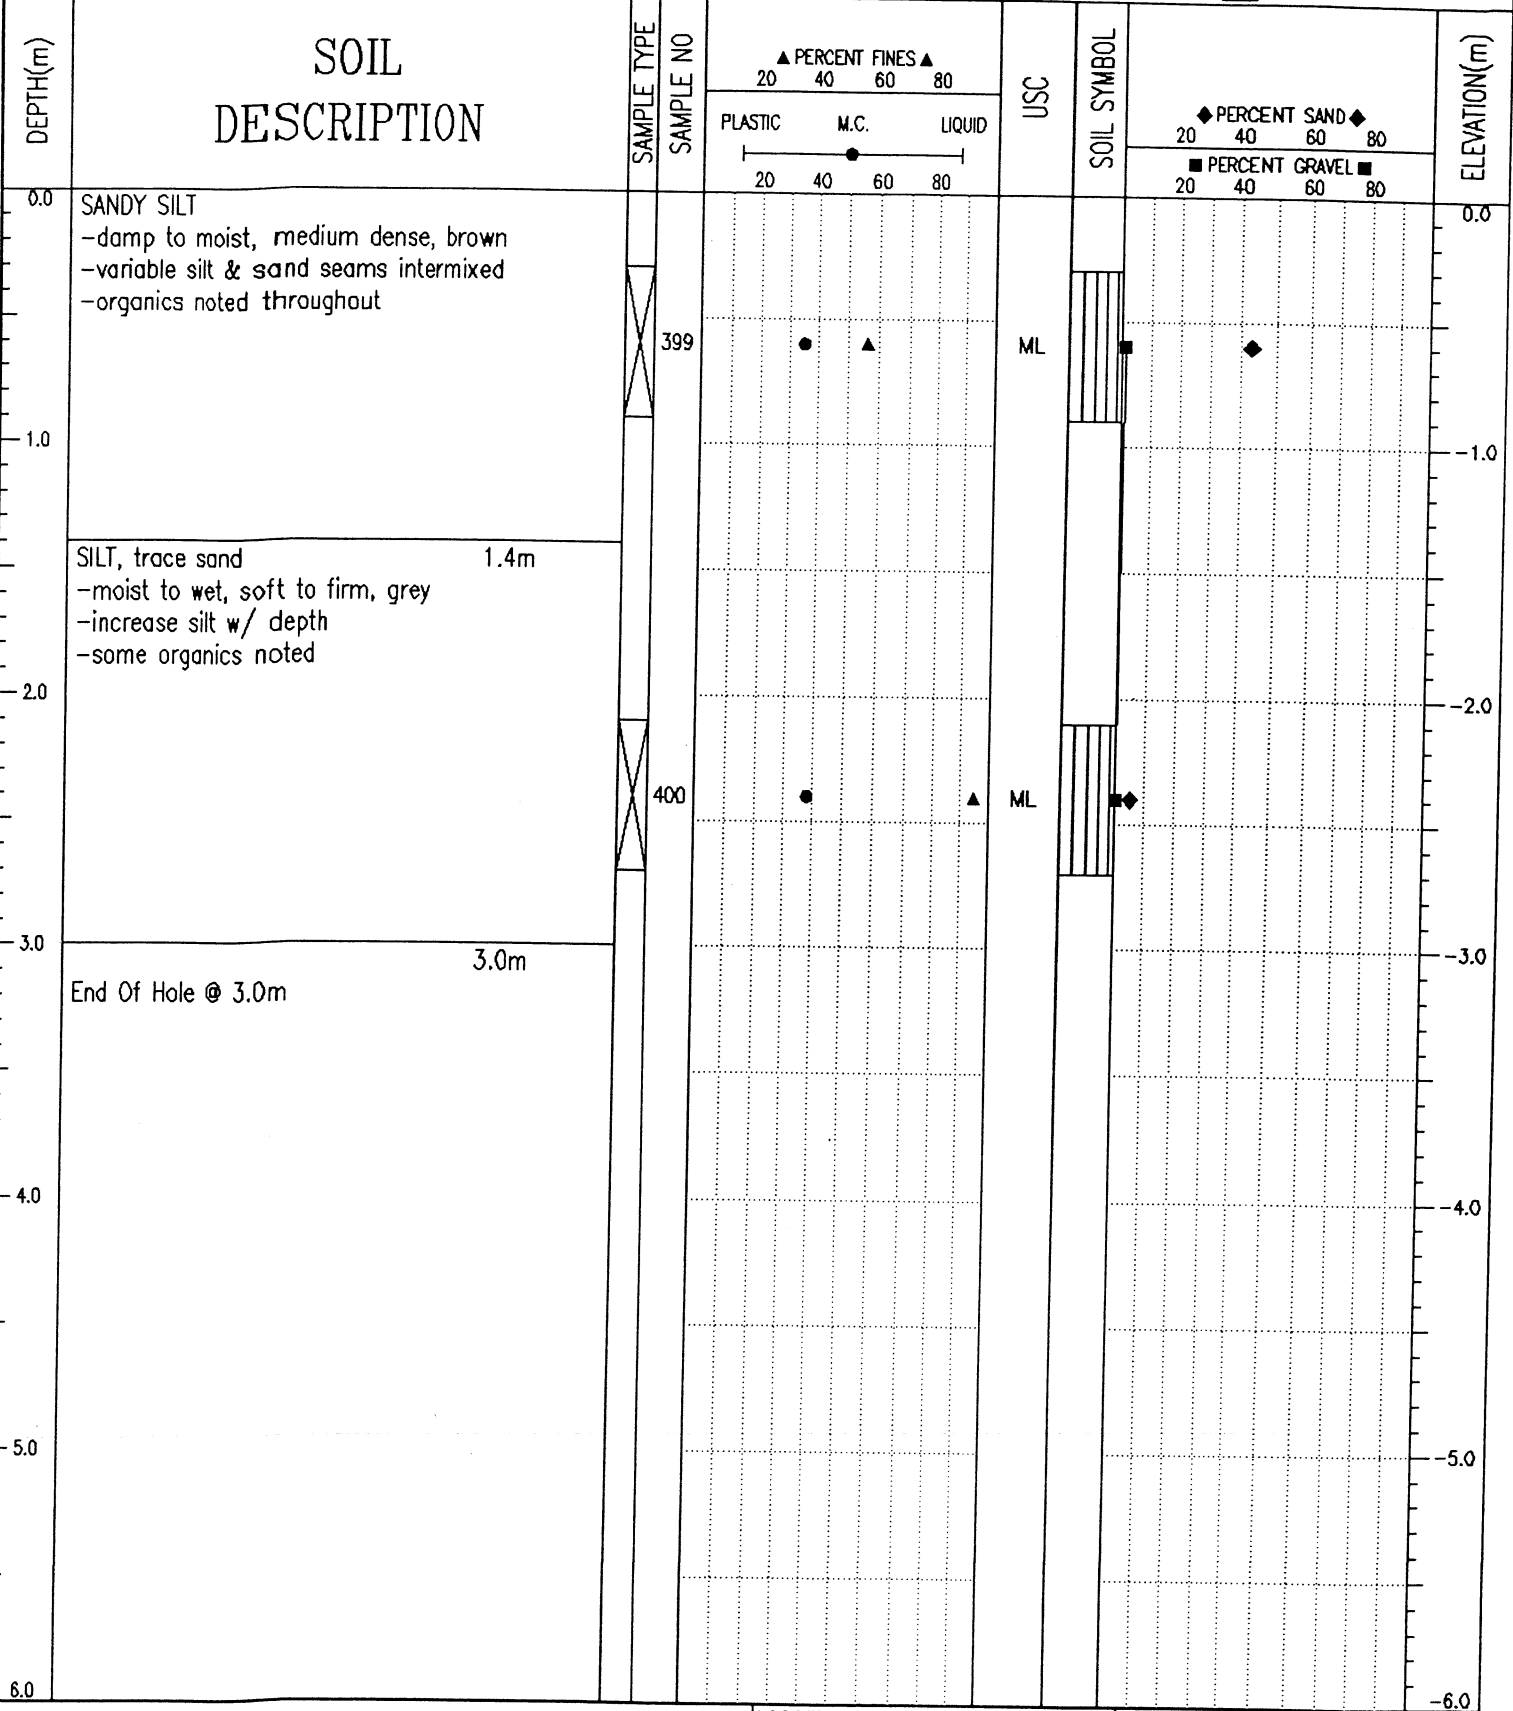 DEPTH(m)
SOIL
DESCRIPTION
SAMPLE TYPE
SAMPLE NO
▲ PERCENT FINES ▲
20 40 60 80
PLASTIC M.C. LIQUID
20 40 60 80
USC
SOIL SYMBOL
◆ PERCENT SAND ◆
20 40 60 80
■ PERCENT GRAVEL ■
20 40 60 80
ELEVATION(m)
0.0
SANDY SILT
-damp to moist, medium dense, brown
-variable silt & sand seams intermixed
-organics noted throughout
399
ML
0.0
1.0
-1.0
SILT, trace sand 1.4m
-moist to wet, soft to firm, grey
-increase silt w/ depth
-some organics noted
2.0
-2.0
400
ML
3.0
-3.0
3.0m
End Of Hole @ 3.0m
4.0
-4.0
5.0
-5.0
6.0
-6.0